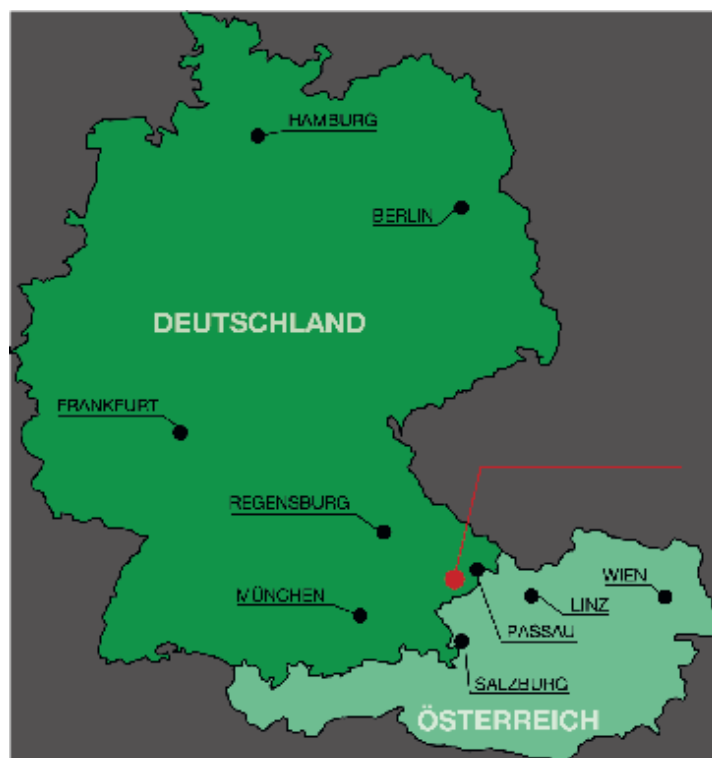 HAMBURG
BERLIN
DEUTSCHLAND
FRANKFURT
REGENSBURG
MÜNCHEN
WIEN
LINZ
PASSAU
SALZBURG
ÖSTERREICH